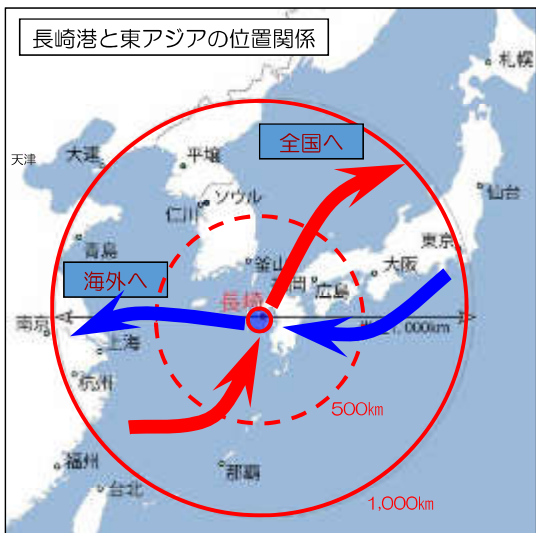 長崎港と東アジアの位置関係
札幌
全国へ
天津
大連
平壌
ソウル
仁川
仙台
東京
青島
釜山
大阪
広島
海外へ
長崎
南京
上海
1,000km
杭州
500km
福州
那覇
台北
1,000km